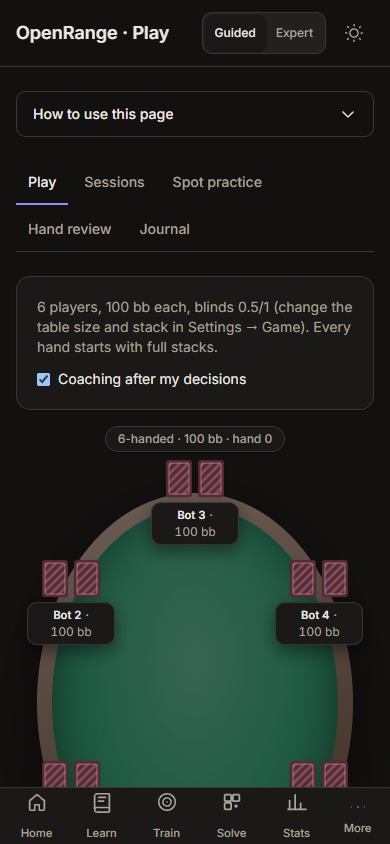 OpenRange · Play
Guided
Expert
How to use this page
Play
Sessions
Spot practice
Hand review
Journal
6 players, 100 bb each, blinds 0.5/1 (change the
table size and stack in Settings → Game). Every
hand starts with full stacks.
Coaching after my decisions
6-handed · 100 bb · hand 0
Bot 3 ·
100 bb
Bot 2 ·
100 bb
Bot 4 ·
100 bb
Home
Learn
Train
Solve
Stats
More